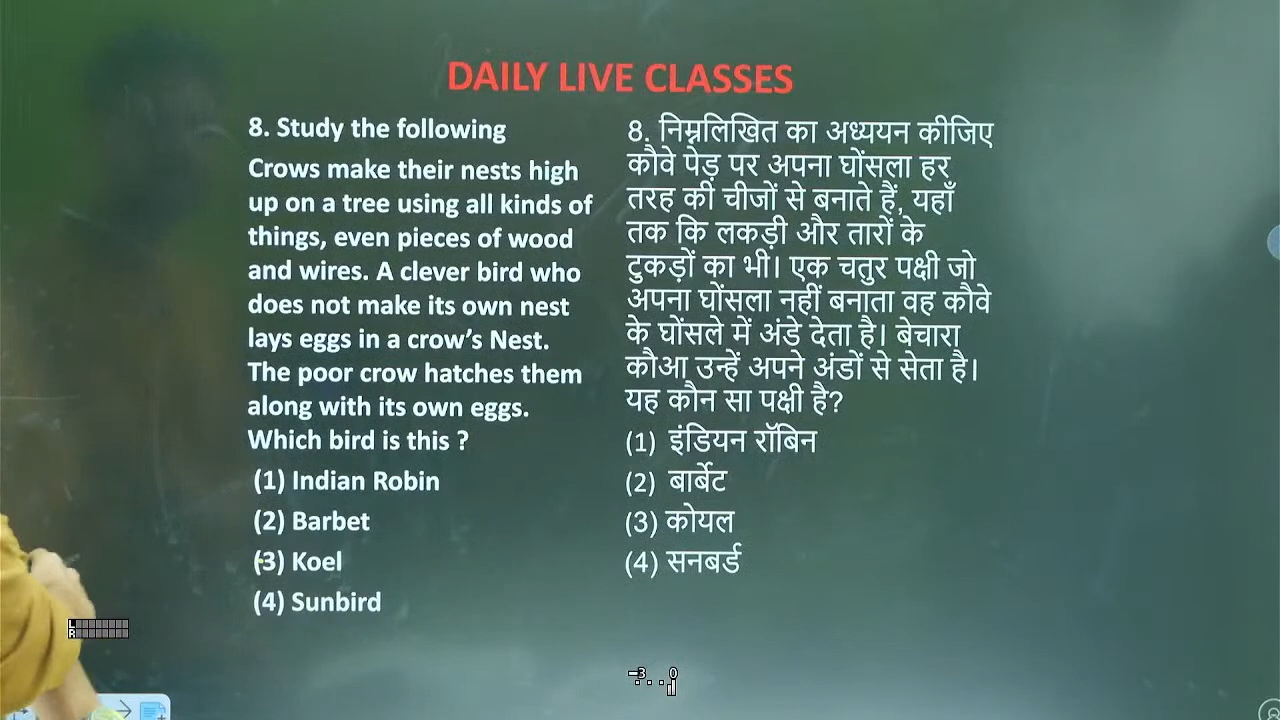 DAILY LIVE CLASSES
8. Study the following
Crows make their nests high
up on a tree using all kinds of
things, even pieces of wood
and wires. A clever bird who
does not make its own nest
lays eggs in a crow’s Nest.
The poor crow hatches them
along with its own eggs.
Which bird is this ?
(1) Indian Robin
(2) Barbet
(3) Koel
(4) Sunbird
8. निम्नलिखित का अध्ययन कीजिए
कौवे पेड़ पर अपना घोंसला हर
तरह की चीजों से बनाते हैं, यहाँ
तक कि लकड़ी और तारों के
टुकड़ों का भी। एक चतुर पक्षी जो
अपना घोंसला नहीं बनाता वह कौवे
के घोंसले में अंडे देता है। बेचारा
कौआ उन्हें अपने अंडों से सेता है।
यह कौन सा पक्षी है?
(1) इंडियन रॉबिन
(2) बार्बेट
(3) कोयल
(4) सनबर्ड
L
R
-3 0